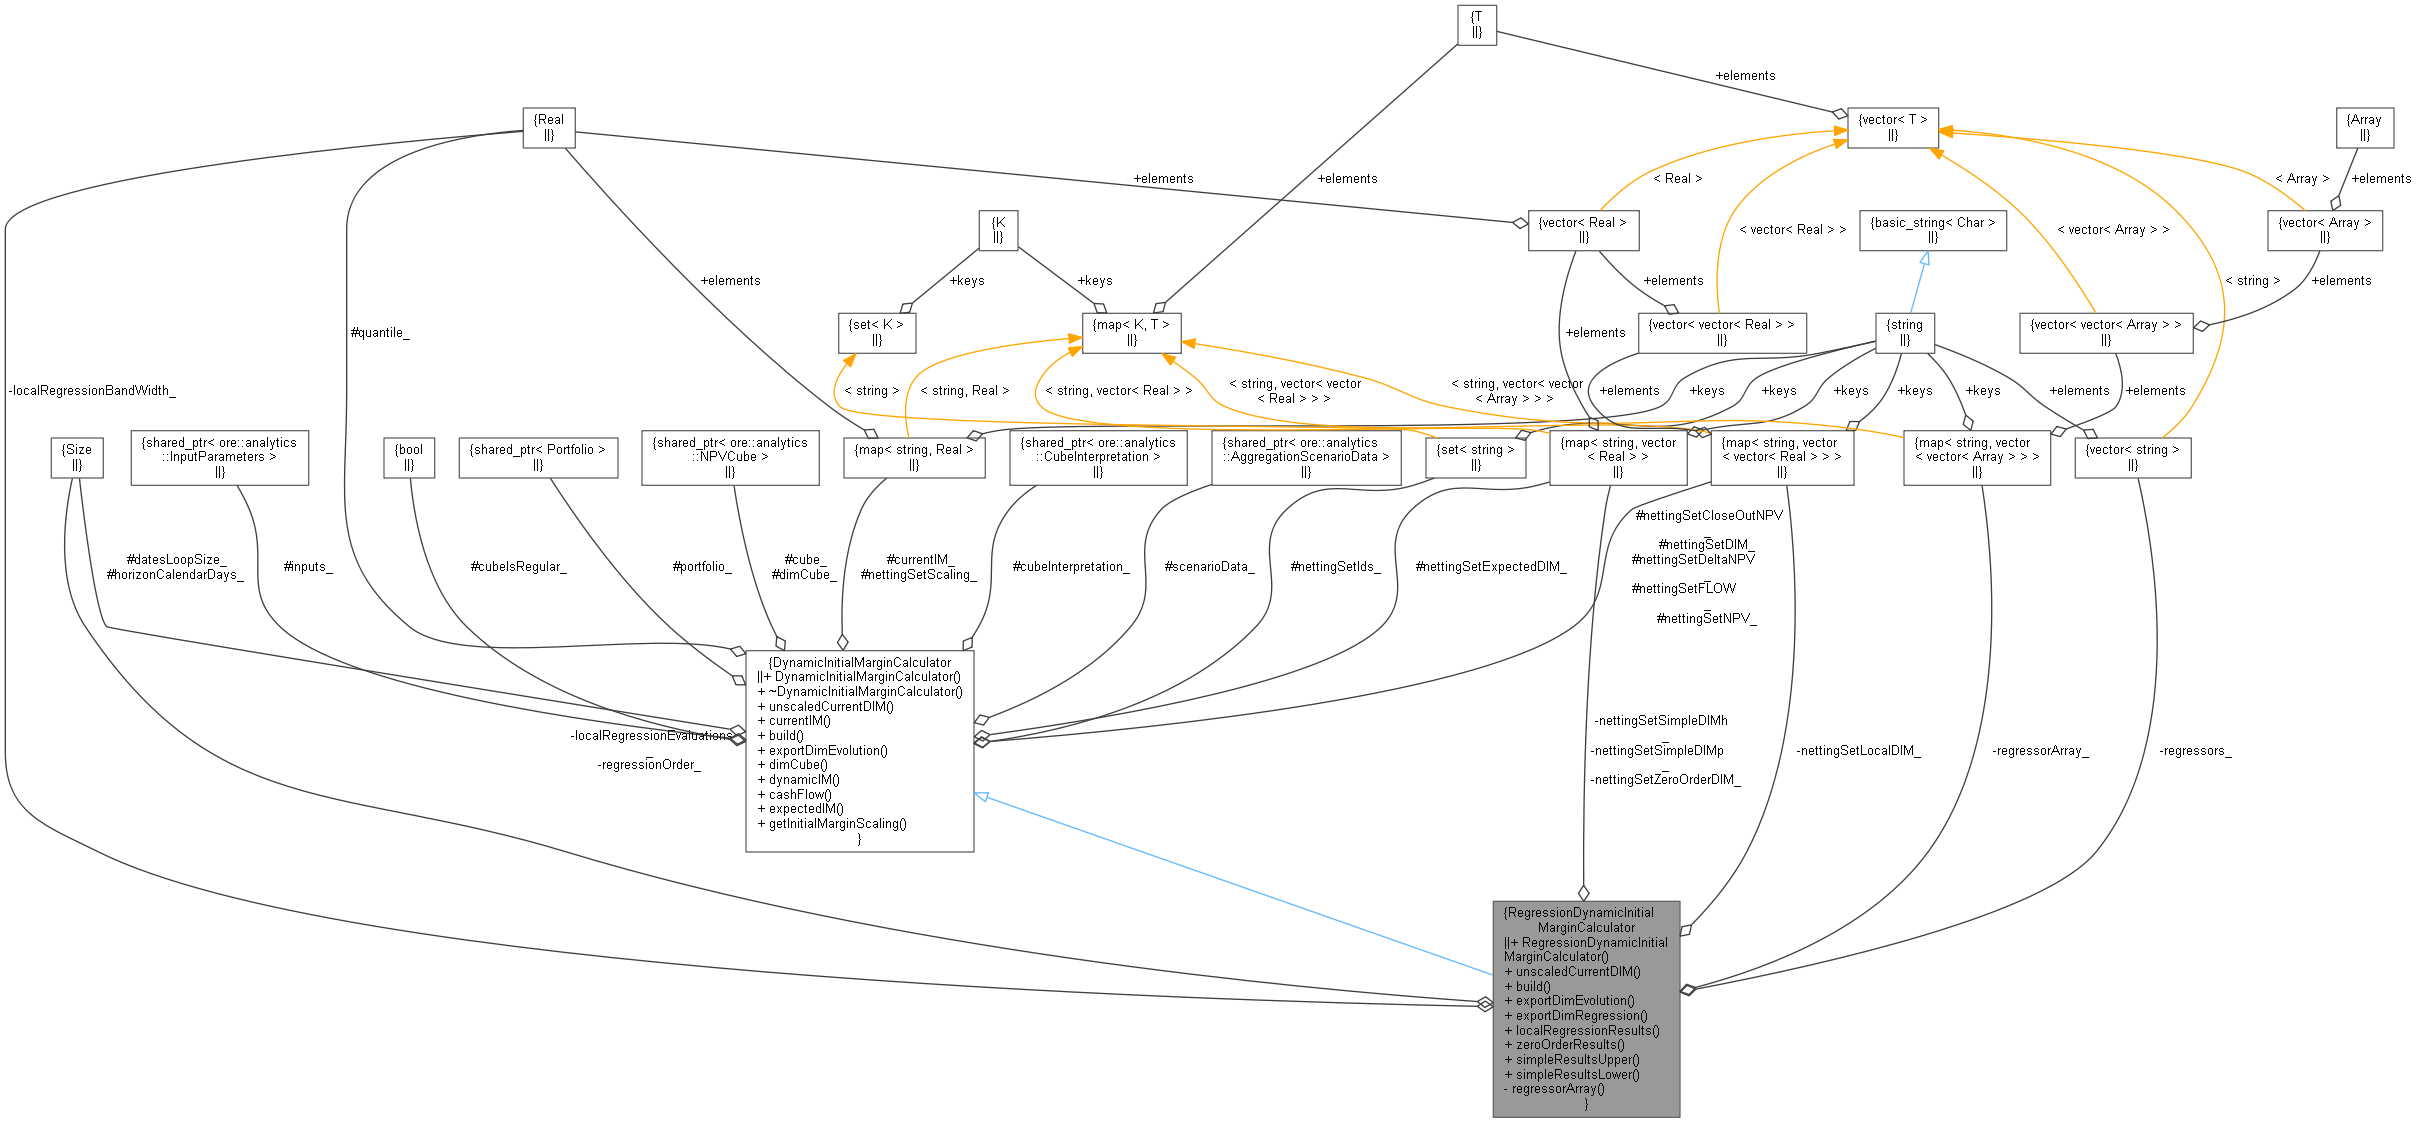 {T
||}
+elements
{Real
||}
{vector< T >
||}
{Array
||}
+elements
+elements
< Real >
< Array >
+elements
{K
||}
{vector< Real >
||}
{basic_string< Char >
||}
{vector< Array >
||}
< vector< Real > >
< vector< Array > >
+elements
+keys
+keys
+elements
< string >
+elements
{set< K >
||}
{map< K, T >
||}
{vector< vector< Real > >
||}
{string
||}
{vector< vector< Array > >
||}
#quantile_
+elements
-localRegressionBandWidth_
< string >
< string, Real >
< string, vector< Real > >
< string, vector< vector
< Real > > >
< string, vector< vector
< Array > > >
+elements
+keys
+keys
+keys
+keys
+keys
+elements
+elements
{Size
||}
{shared_ptr< ore::analytics
::InputParameters >
||}
{bool
||}
{shared_ptr< Portfolio >
||}
{shared_ptr< ore::analytics
::NPVCube >
||}
{map< string, Real >
||}
{shared_ptr< ore::analytics
::CubeInterpretation >
||}
{shared_ptr< ore::analytics
::AggregationScenarioData >
||}
{set< string >
||}
{map< string, vector
< Real > >
||}
{map< string, vector
< vector< Real > > >
||}
{map< string, vector
< vector< Array > > >
||}
{vector< string >
||}
#datesLoopSize_
#horizonCalendarDays_
#inputs_
#cubeIsRegular_
#portfolio_
#cube_
#dimCube_
#currentIM_
#nettingSetScaling_
#cubeInterpretation_
#scenarioData_
#nettingSetIds_
#nettingSetExpectedDIM_
#nettingSetCloseOutNPV
_
#nettingSetDIM_
#nettingSetDeltaNPV
_
#nettingSetFLOW
_
#nettingSetNPV_
{DynamicInitialMarginCalculator
||+ DynamicInitialMarginCalculator()
+ ~DynamicInitialMarginCalculator()
+ unscaledCurrentDIM()
+ currentIM()
+ build()
+ exportDimEvolution()
+ dimCube()
+ dynamicIM()
+ cashFlow()
+ expectedIM()
+ getInitialMarginScaling()
}
-localRegressionEvaluations
_
-regressionOrder_
-nettingSetSimpleDIMh
_
-nettingSetSimpleDIMp
_
-nettingSetZeroOrderDIM_
-nettingSetLocalDIM_
-regressorArray_
-regressors_
{RegressionDynamicInitial
MarginCalculator
||+ RegressionDynamicInitial
MarginCalculator()
+ unscaledCurrentDIM()
+ build()
+ exportDimEvolution()
+ exportDimRegression()
+ localRegressionResults()
+ zeroOrderResults()
+ simpleResultsUpper()
+ simpleResultsLower()
- regressorArray()
}